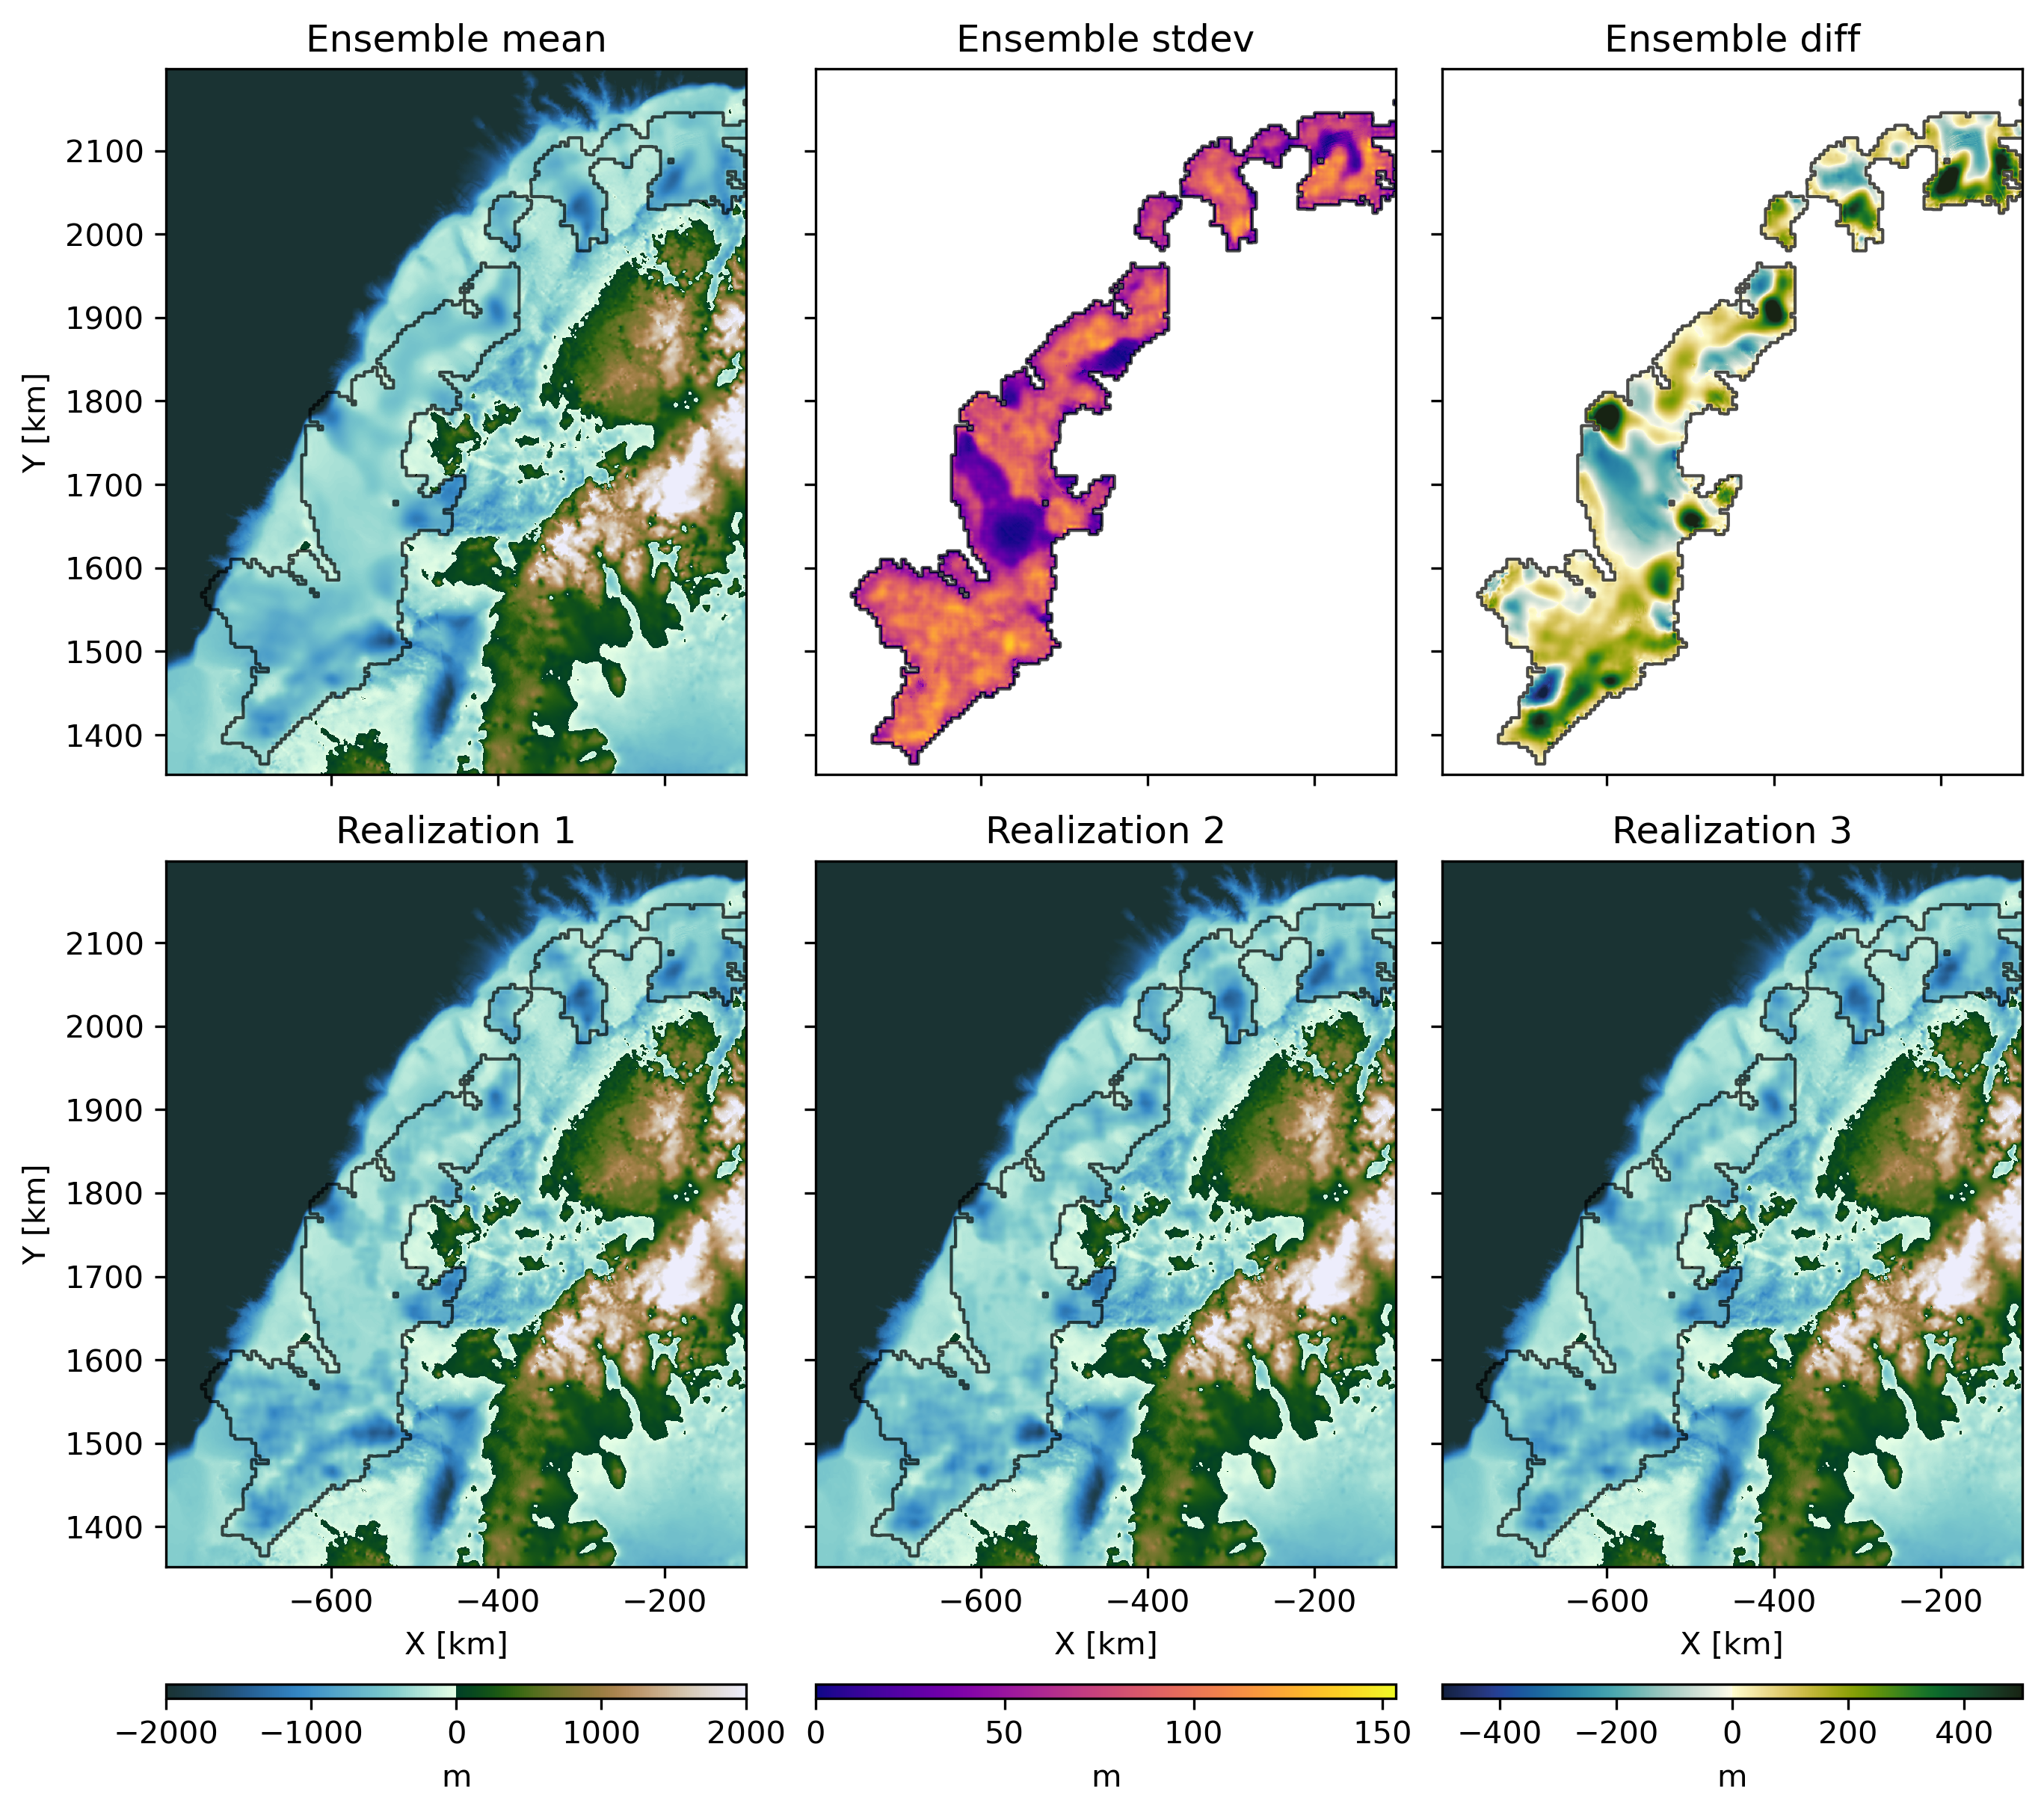 Ensemble mean
Ensemble stdev
Ensemble diff
Y [km]
2100
2000
1900
1800
1700
1600
1500
1400
Realization 1
Realization 2
Realization 3
Y [km]
2100
2000
1900
1800
1700
1600
1500
1400
−600 −400 −200
−600 −400 −200
−600 −400 −200
X [km]
X [km]
X [km]
−2000 −1000 0 1000 2000
0 50 100 150
−400 −200 0 200 400
m
m
m